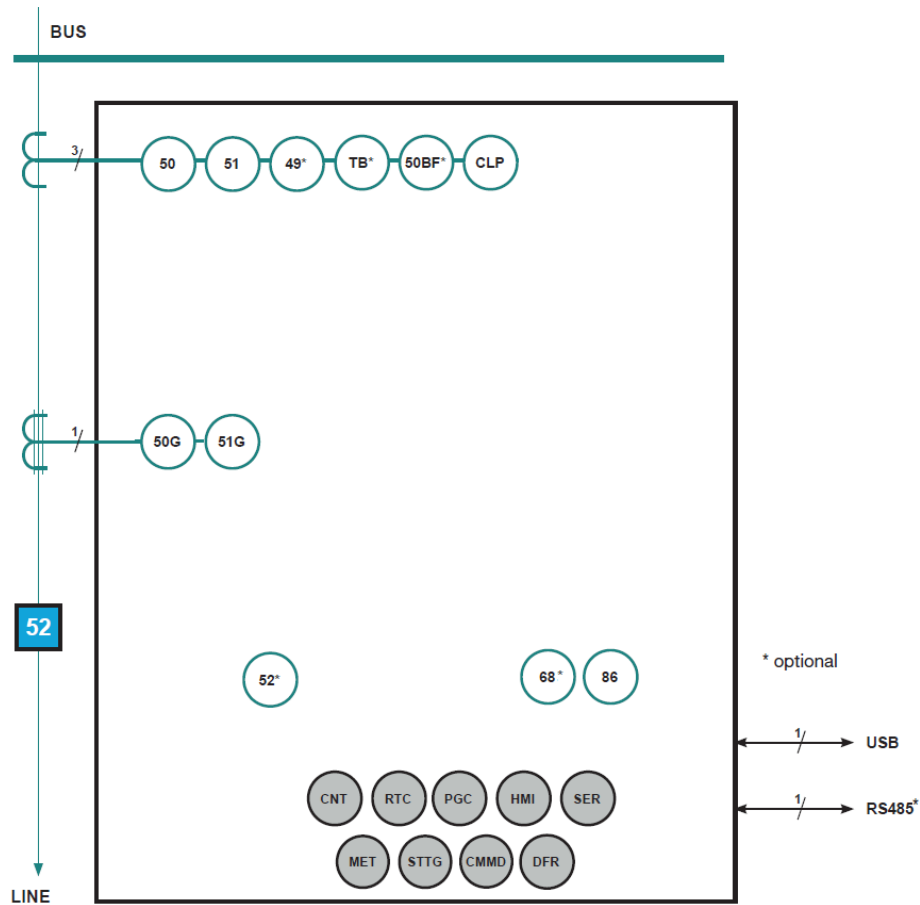 BUS
3
50 51 49* TB* 50BF* CLP
1
50G 51G
52
52* 68* 86
* optional
1
USB
CNT RTC PGC HMI SER
1
RS485*
MET STTG CMMD DFR
LINE